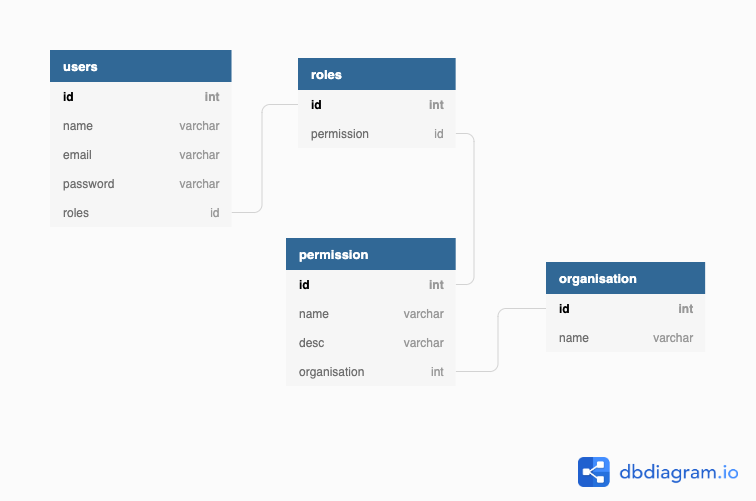 users
id int
name varchar
email varchar
password varchar
roles id
roles
id int
permission id
permission
id int
name varchar
desc varchar
organisation int
organisation
id int
name varchar
dbdiagram.io